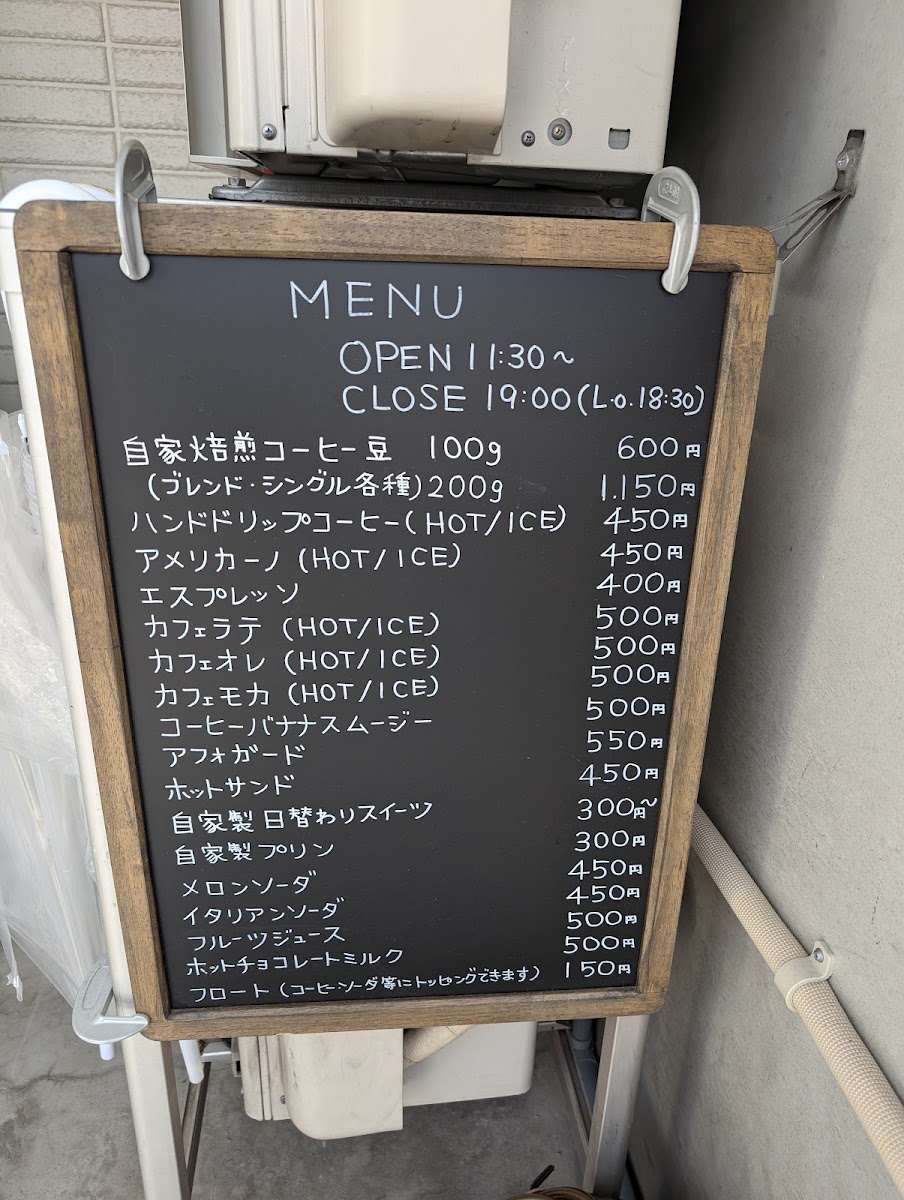 MENU
OPEN 11:30~
CLOSE 19:00(L.o.18:30)
自家焙煎コーヒー豆 100g 600円
(ブレンド・シングル各種)200g 1.150円
ハンドドリップコーヒー(HOT/ICE) 450円
アメリカーノ(HOT/ICE) 450円
エスプレッソ 400円
カフェラテ(HOT/ICE) 500円
カフェオレ(HOT/ICE) 500円
カフェモカ(HOT/ICE) 500円
コーヒーバナナスムージー 500円
アフォガード 550円
ホットサンド 450円
自家製日替わりスイーツ 300円~
自家製プリン 300円
メロンソーダ 450円
イタリアンソーダ 450円
フルーツジュース 500円
ホットチョコレートミルク 500円
フロート(コーヒーソーダ等にトッピングできます) 150円